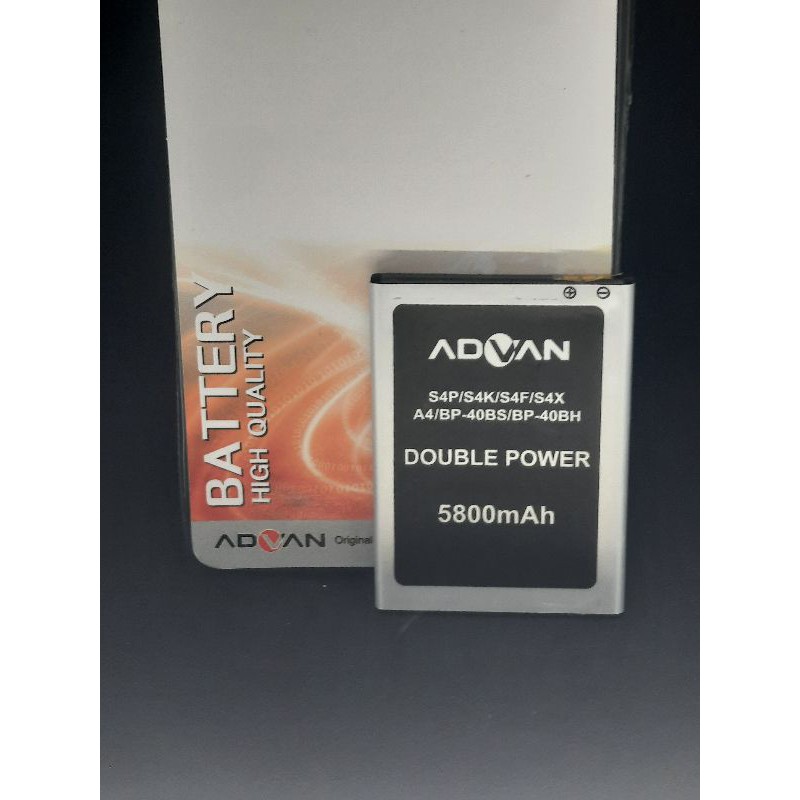 BATTERY
HIGH QUALITY
ADVAN Original
ADVAN
S4P/S4K/S4F/S4X
A4/BP-40BS/BP-40BH
DOUBLE POWER
5800mAh